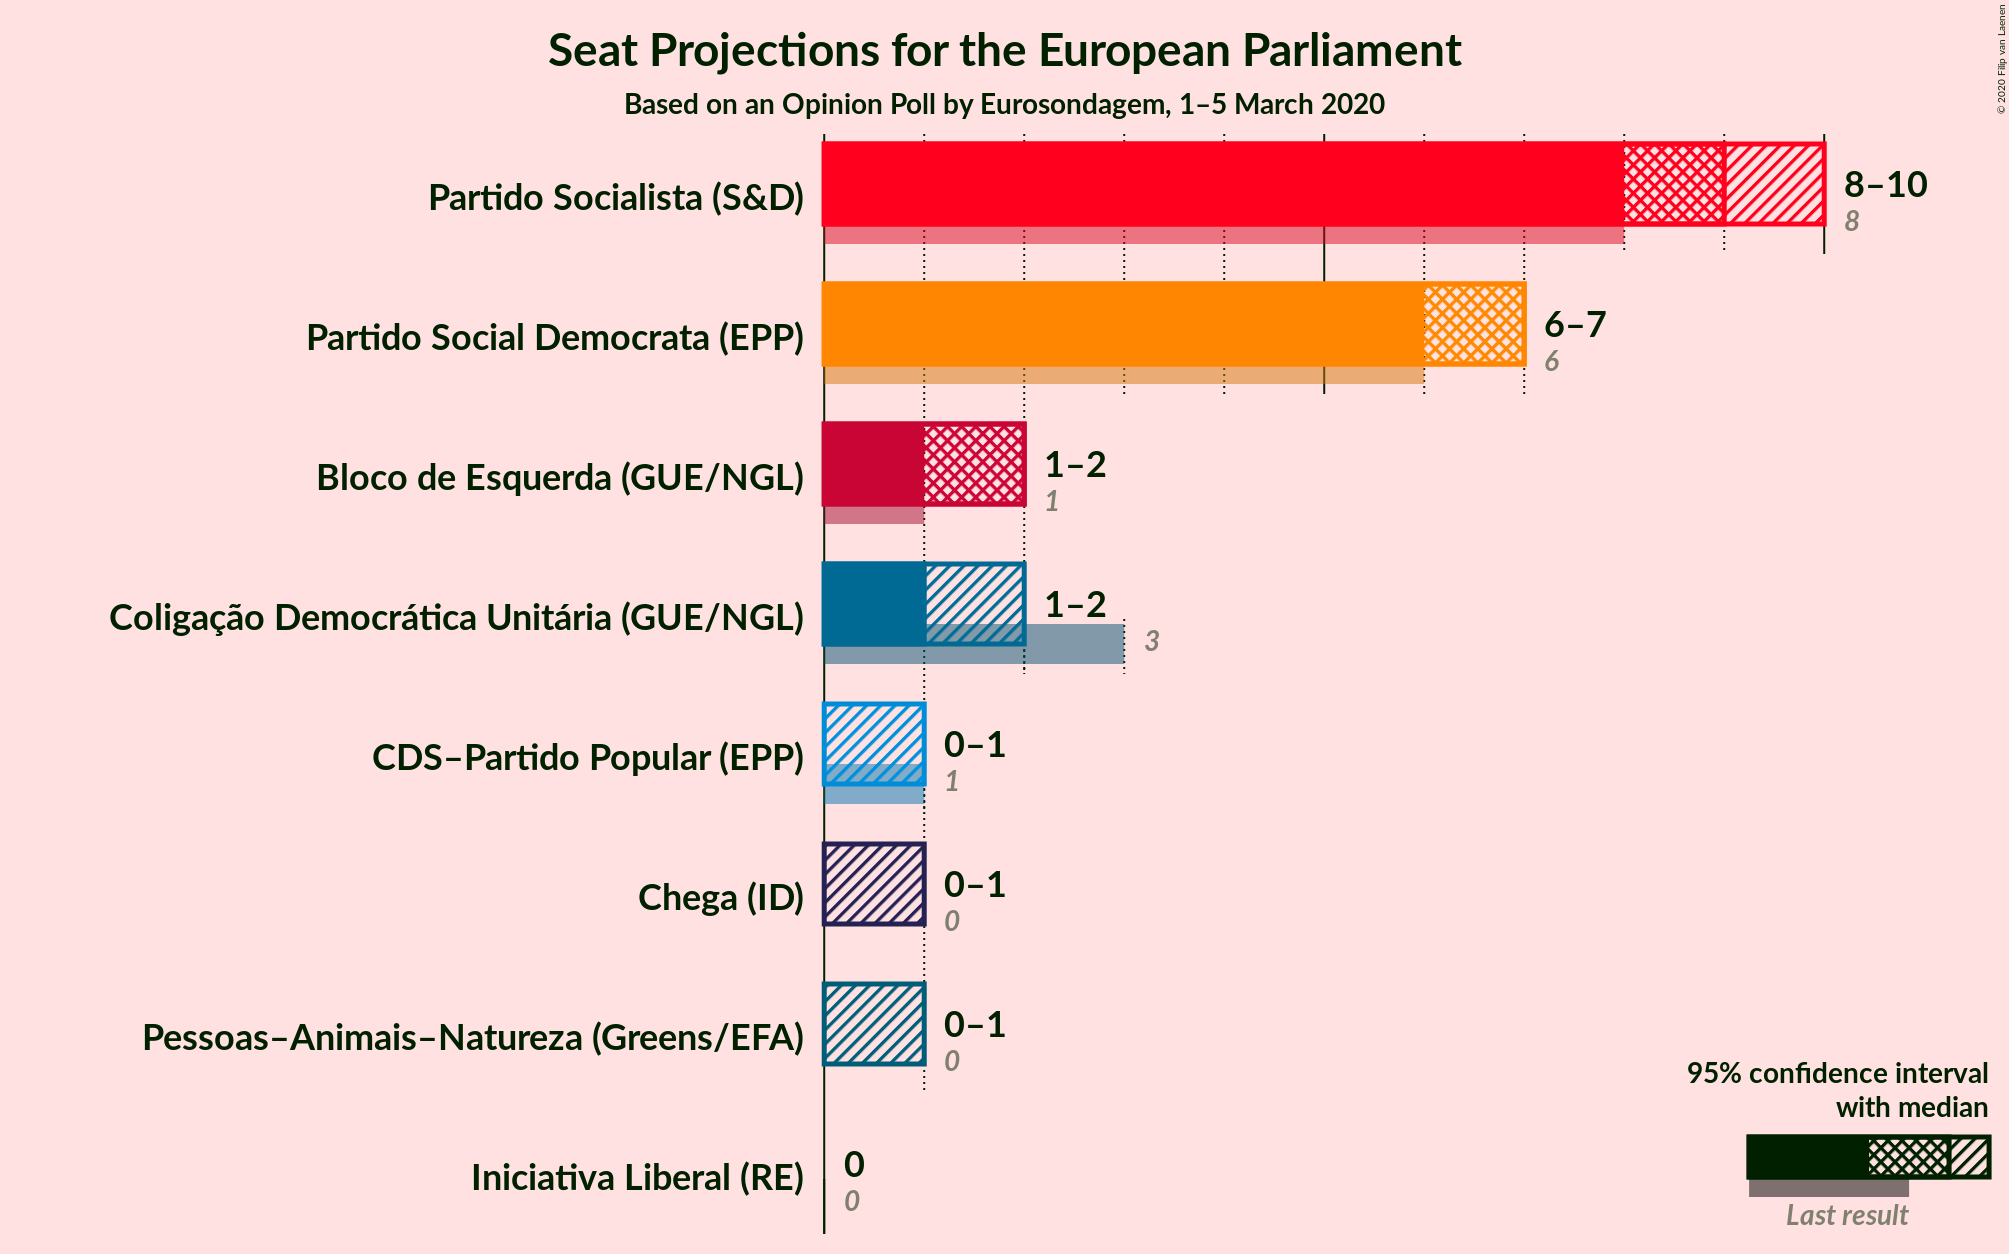 Seat Projections for the European Parliament
Based on an Opinion Poll by Eurosondagem, 1–5 March 2020
© 2020 Filip van Laenen
Partido Socialista (S&D)
8–10
8
Partido Social Democrata (EPP)
6–7
6
Bloco de Esquerda (GUE/NGL)
1–2
1
Coligação Democrática Unitária (GUE/NGL)
1–2
3
CDS–Partido Popular (EPP)
0–1
1
Chega (ID)
0–1
0
Pessoas–Animais–Natureza (Greens/EFA)
0–1
0
Iniciativa Liberal (RE)
0
0
95% confidence interval
with median
Last result